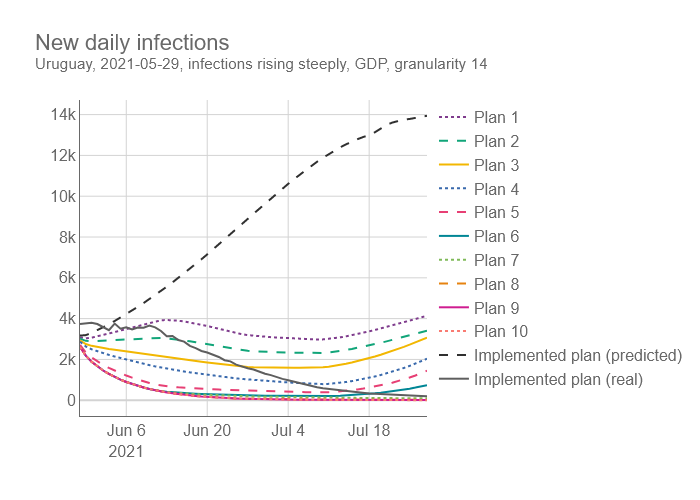 New daily infections
Uruguay, 2021-05-29, infections rising steeply, GDP, granularity 14
14k
12k
10k
8k
6k
4k
2k
0
Jun 6
2021
Jun 20
Jul 4
Jul 18
Plan 1
Plan 2
Plan 3
Plan 4
Plan 5
Plan 6
Plan 7
Plan 8
Plan 9
Plan 10
Implemented plan (predicted)
Implemented plan (real)